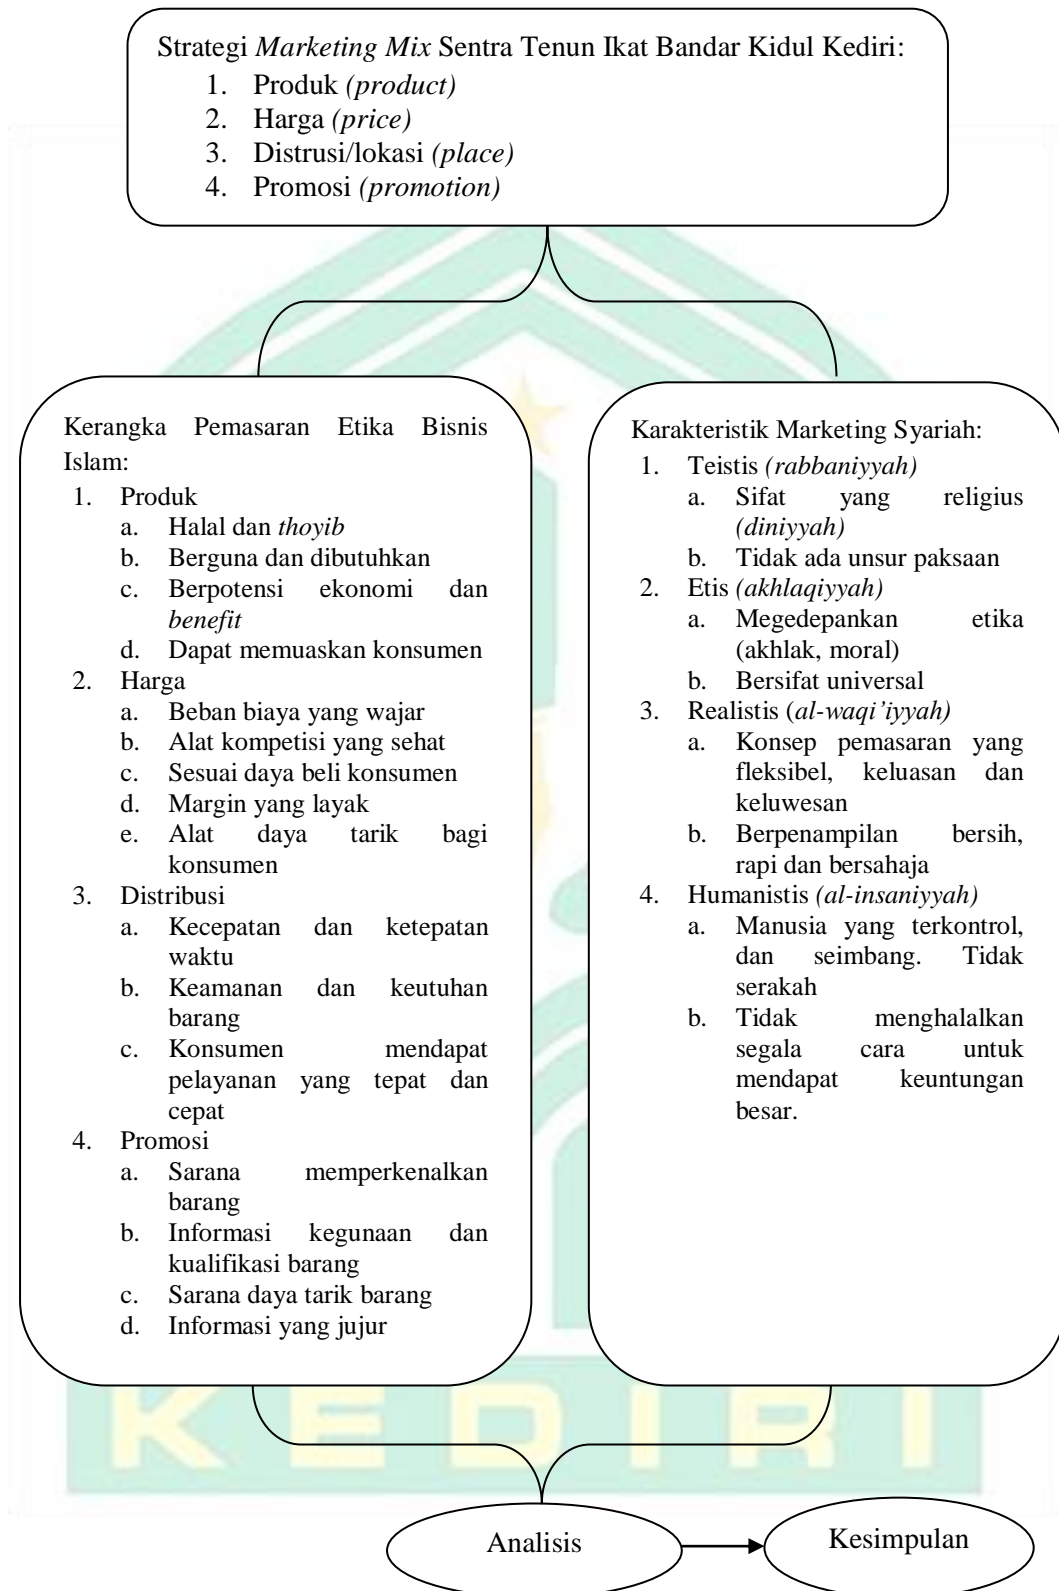 Strategi Marketing Mix Sentra Tenun Ikat Bandar Kidul Kediri:
1. Produk (product)
2. Harga (price)
3. Distrusi/lokasi (place)
4. Promosi (promotion)
Kerangka Pemasaran Etika Bisnis
Islam:
1. Produk
a. Halal dan thoyib
b. Berguna dan dibutuhkan
c. Berpotensi ekonomi dan
benefit
d. Dapat memuaskan konsumen
2. Harga
a. Beban biaya yang wajar
b. Alat kompetisi yang sehat
c. Sesuai daya beli konsumen
d. Margin yang layak
e. Alat daya tarik bagi
konsumen
3. Distribusi
a. Kecepatan dan ketepatan
waktu
b. Keamanan dan keutuhan
barang
c. Konsumen mendapat
pelayanan yang tepat dan
cepat
4. Promosi
a. Sarana memperkenalkan
barang
b. Informasi kegunaan dan
kualifikasi barang
c. Sarana daya tarik barang
d. Informasi yang jujur
Karakteristik Marketing Syariah:
1. Teistis (rabbaniyyah)
a. Sifat yang religius
(diniyyah)
b. Tidak ada unsur paksaan
2. Etis (akhlaqiyyah)
a. Megedepankan etika
(akhlak, moral)
b. Bersifat universal
3. Realistis (al-waqi’iyyah)
a. Konsep pemasaran yang
fleksibel, keluasan dan
keluwesan
b. Berpenampilan bersih,
rapi dan bersahaja
4. Humanistis (al-insaniyyah)
a. Manusia yang terkontrol,
dan seimbang. Tidak
serakah
b. Tidak menghalalkan
segala cara untuk
mendapat keuntungan
besar.
KEDIRI
Analisis
Kesimpulan